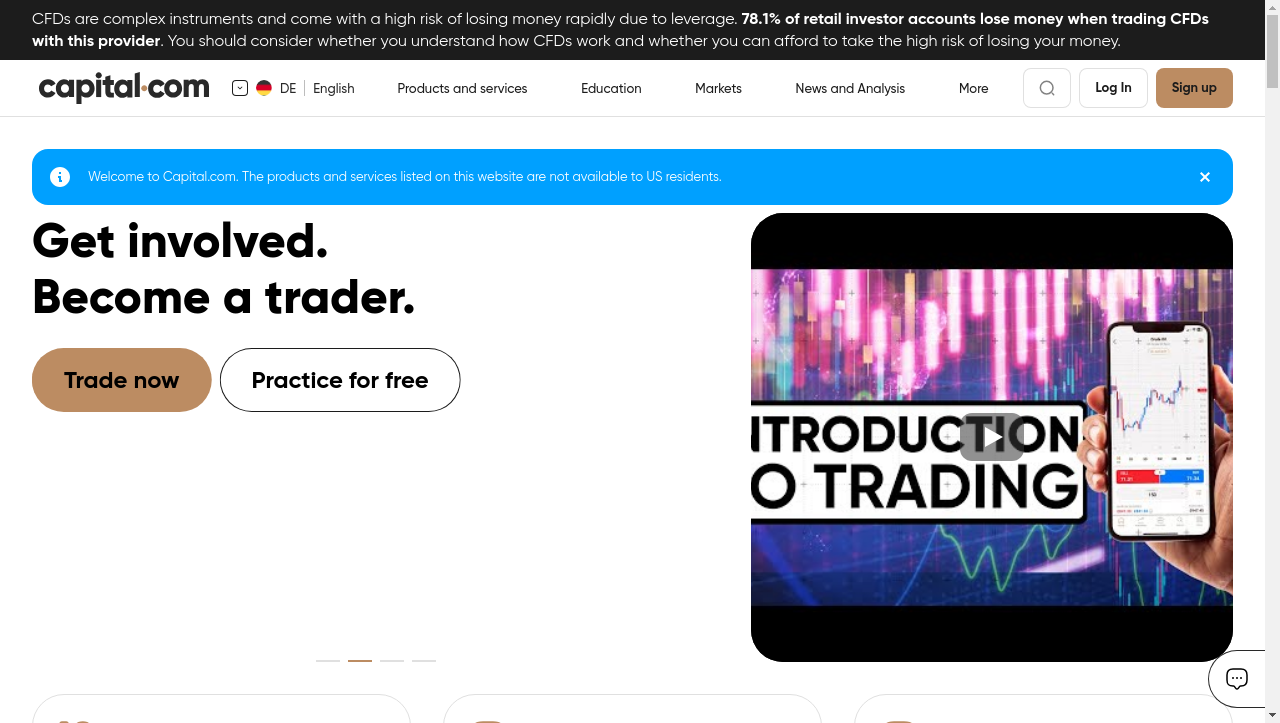 CFDs are complex instruments and come with a high risk of losing money rapidly due to leverage. 78.1% of retail investor accounts lose money when trading CFDs
with this provider. You should consider whether you understand how CFDs work and whether you can afford to take the high risk of losing your money.
capital.com
DE
English
Products and services
Education
Markets
News and Analysis
More
Log In
Sign up
Welcome to Capital.com. The products and services listed on this website are not available to US residents.
Get involved.
Become a trader.
Trade now
Practice for free
NTRODUCTION
O TRADING